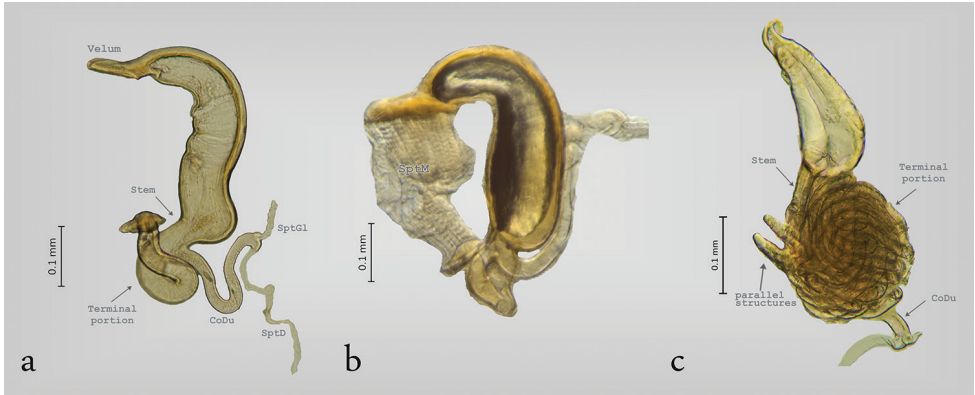 Velum
Stem
SptGl
0.1 mm
Terminal
portion
CoDu
SptD
a
SptM
0.1 mm
b
Stem
Terminal
portion
0.1 mm
parallel
structures
CoDu
c